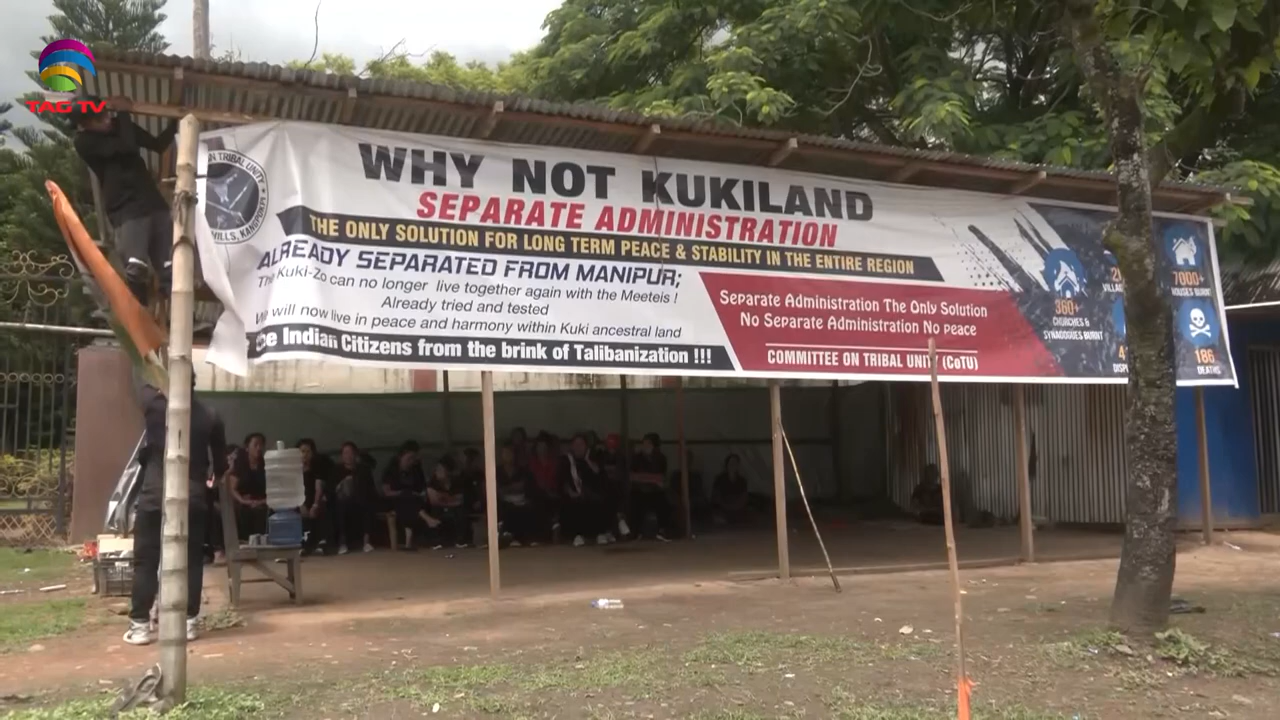 TAG TV
TRIBAL UNITY
HILLS, KANGPOKPI
WHY NOT KUKILAND
SEPARATE ADMINISTRATION
THE ONLY SOLUTION FOR LONG TERM PEACE & STABILITY IN THE ENTIRE REGION
ALREADY SEPARATED FROM MANIPUR;
The Kuki-Zo can no longer live together again with the Meeteis !
Already tried and tested
will now live in peace and harmony within Kuki ancestral land
Indian Citizens from the brink of Talibanization !!!
Separate Administration The Only Solution
No Separate Administration No peace
COMMITTEE ON TRIBAL UNITY (CoTU)
360+
CHURCHES &
SYNAGOGUES BURNT
7000+
HOUSES BURNT
186
DEATHS